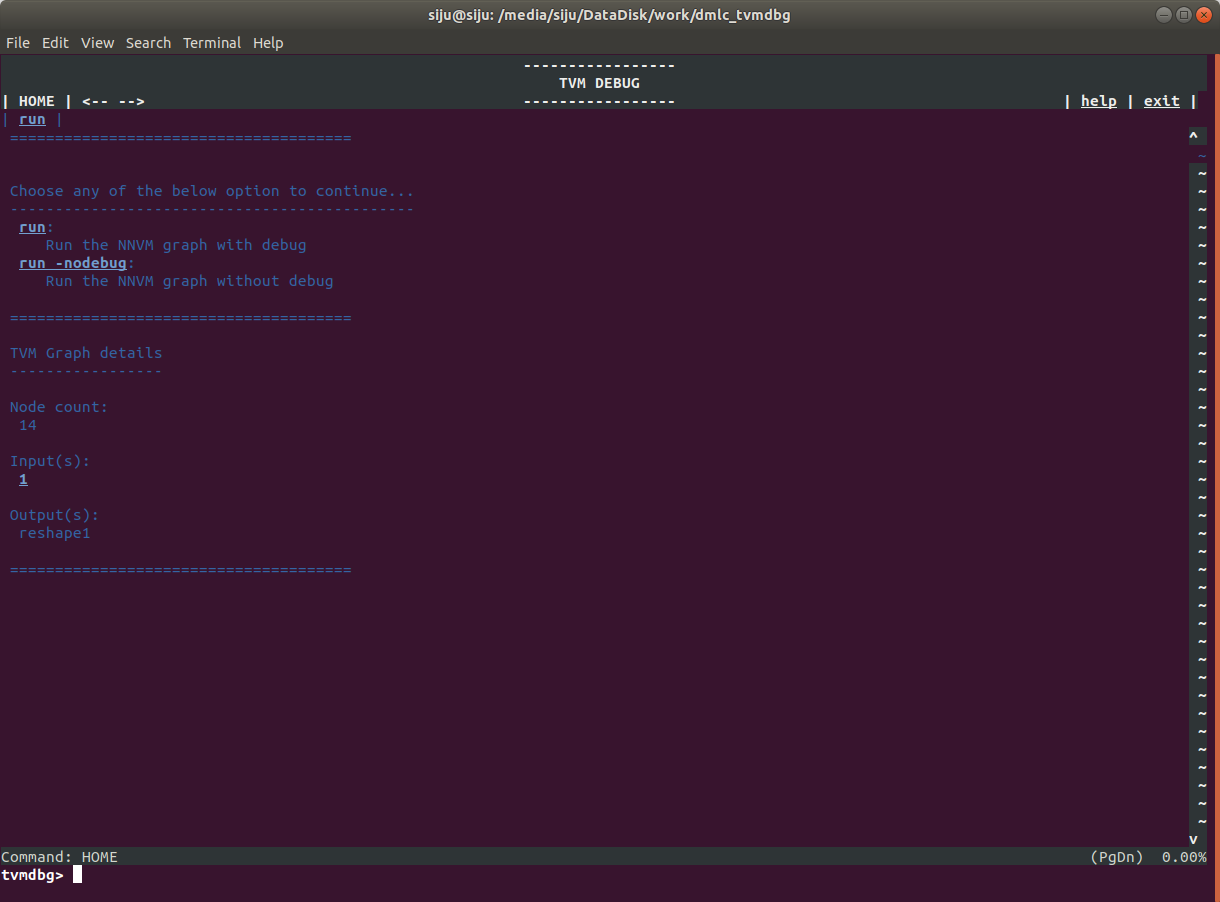 siju@siju: /media/siju/DataDisk/work/dmlc_tvmdbg
File Edit View Search Terminal Help
-----------------
TVM DEBUG
| HOME | <-- --> ----------------- | help | exit |
| run |
====================================== ^
~
~
Choose any of the below option to continue... ~
--------------------------------------------- ~
run: ~
Run the NNVM graph with debug ~
run -nodebug: ~
Run the NNVM graph without debug ~
~
====================================== ~
~
TVM Graph details ~
----------------- ~
~
Node count: ~
14 ~
~
Input(s): ~
1 ~
~
Output(s): ~
reshape1 ~
~
====================================== ~
~
~
~
~
~
~
~
~
~
~
~
~
~
~
v
Command: HOME (PgDn) 0.00%
tvmdbg>